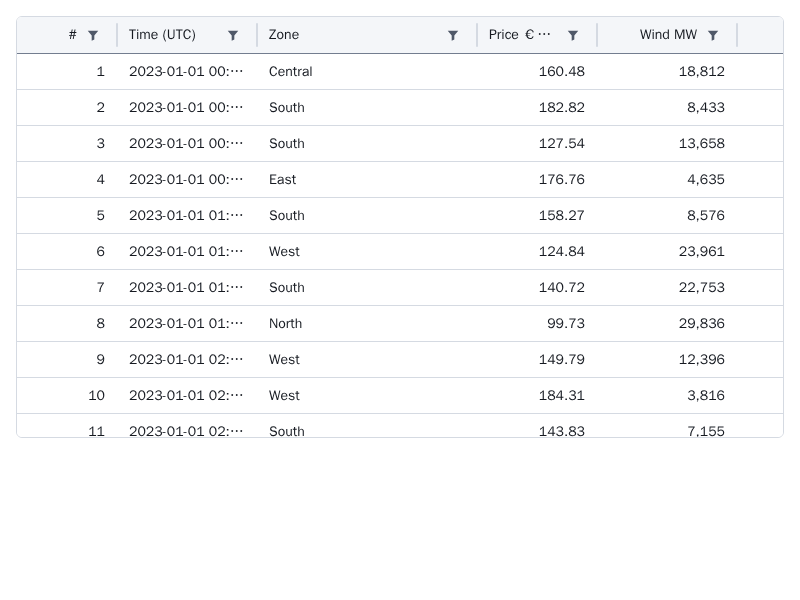 # Time (UTC) Zone Price € ··· Wind MW
1 2023-01-01 00:··· Central 160.48 18,812
2 2023-01-01 00:··· South 182.82 8,433
3 2023-01-01 00:··· South 127.54 13,658
4 2023-01-01 00:··· East 176.76 4,635
5 2023-01-01 01:··· South 158.27 8,576
6 2023-01-01 01:··· West 124.84 23,961
7 2023-01-01 01:··· South 140.72 22,753
8 2023-01-01 01:··· North 99.73 29,836
9 2023-01-01 02:··· West 149.79 12,396
10 2023-01-01 02:··· West 184.31 3,816
11 2023-01-01 02:··· South 143.83 7,155